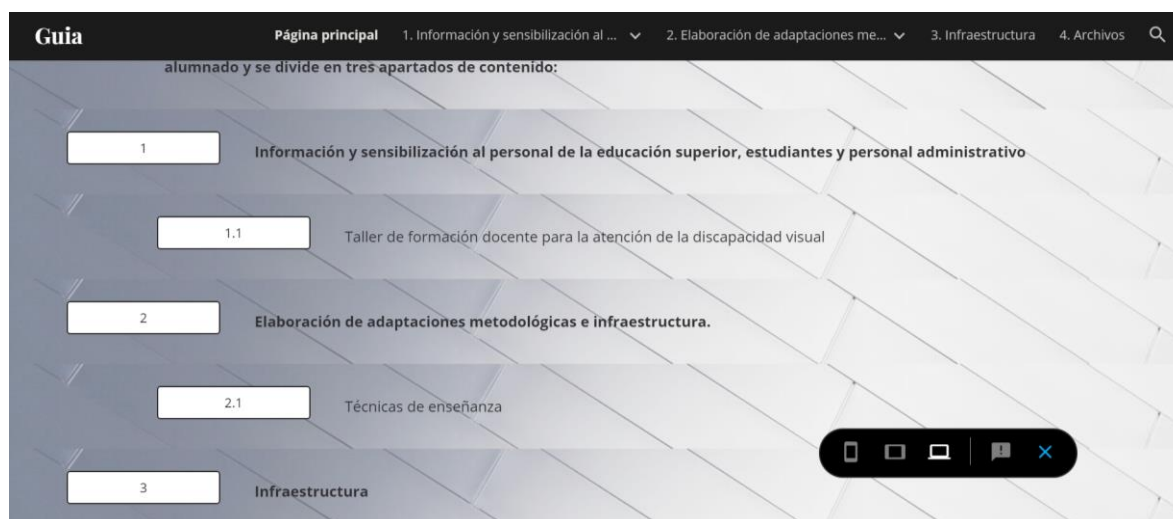 Guia
Página principal
1. Información y sensibilización al ...
2. Elaboración de adaptaciones me...
3. Infraestructura
4. Archivos
alumnado y se divide en tres apartados de contenido:
1
Información y sensibilización al personal de la educación superior, estudiantes y personal administrativo
1.1
Taller de formación docente para la atención de la discapacidad visual
2
Elaboración de adaptaciones metodológicas e infraestructura.
2.1
Técnicas de enseñanza
3
Infraestructura